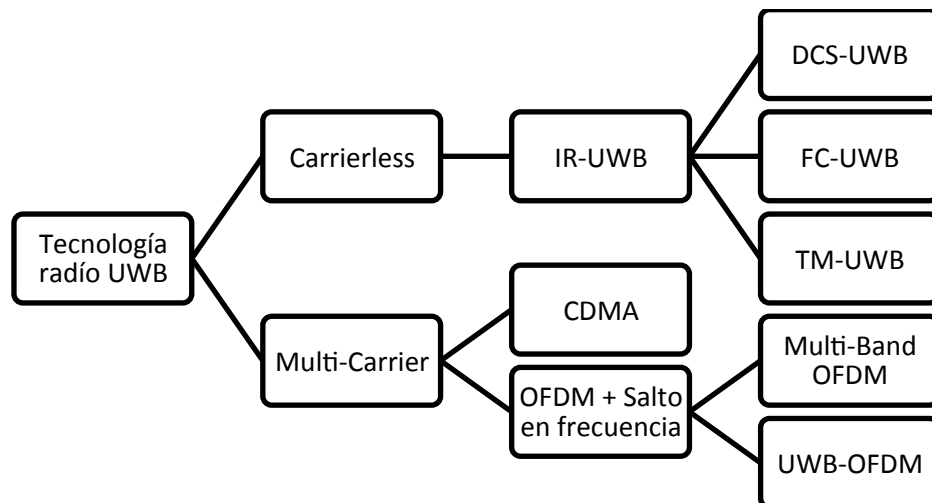 Tecnología
radío UWB
Carrierless
Multi-Carrier
IR-UWB
CDMA
OFDM + Salto
en frecuencia
DCS-UWB
FC-UWB
TM-UWB
Multi-Band
OFDM
UWB-OFDM